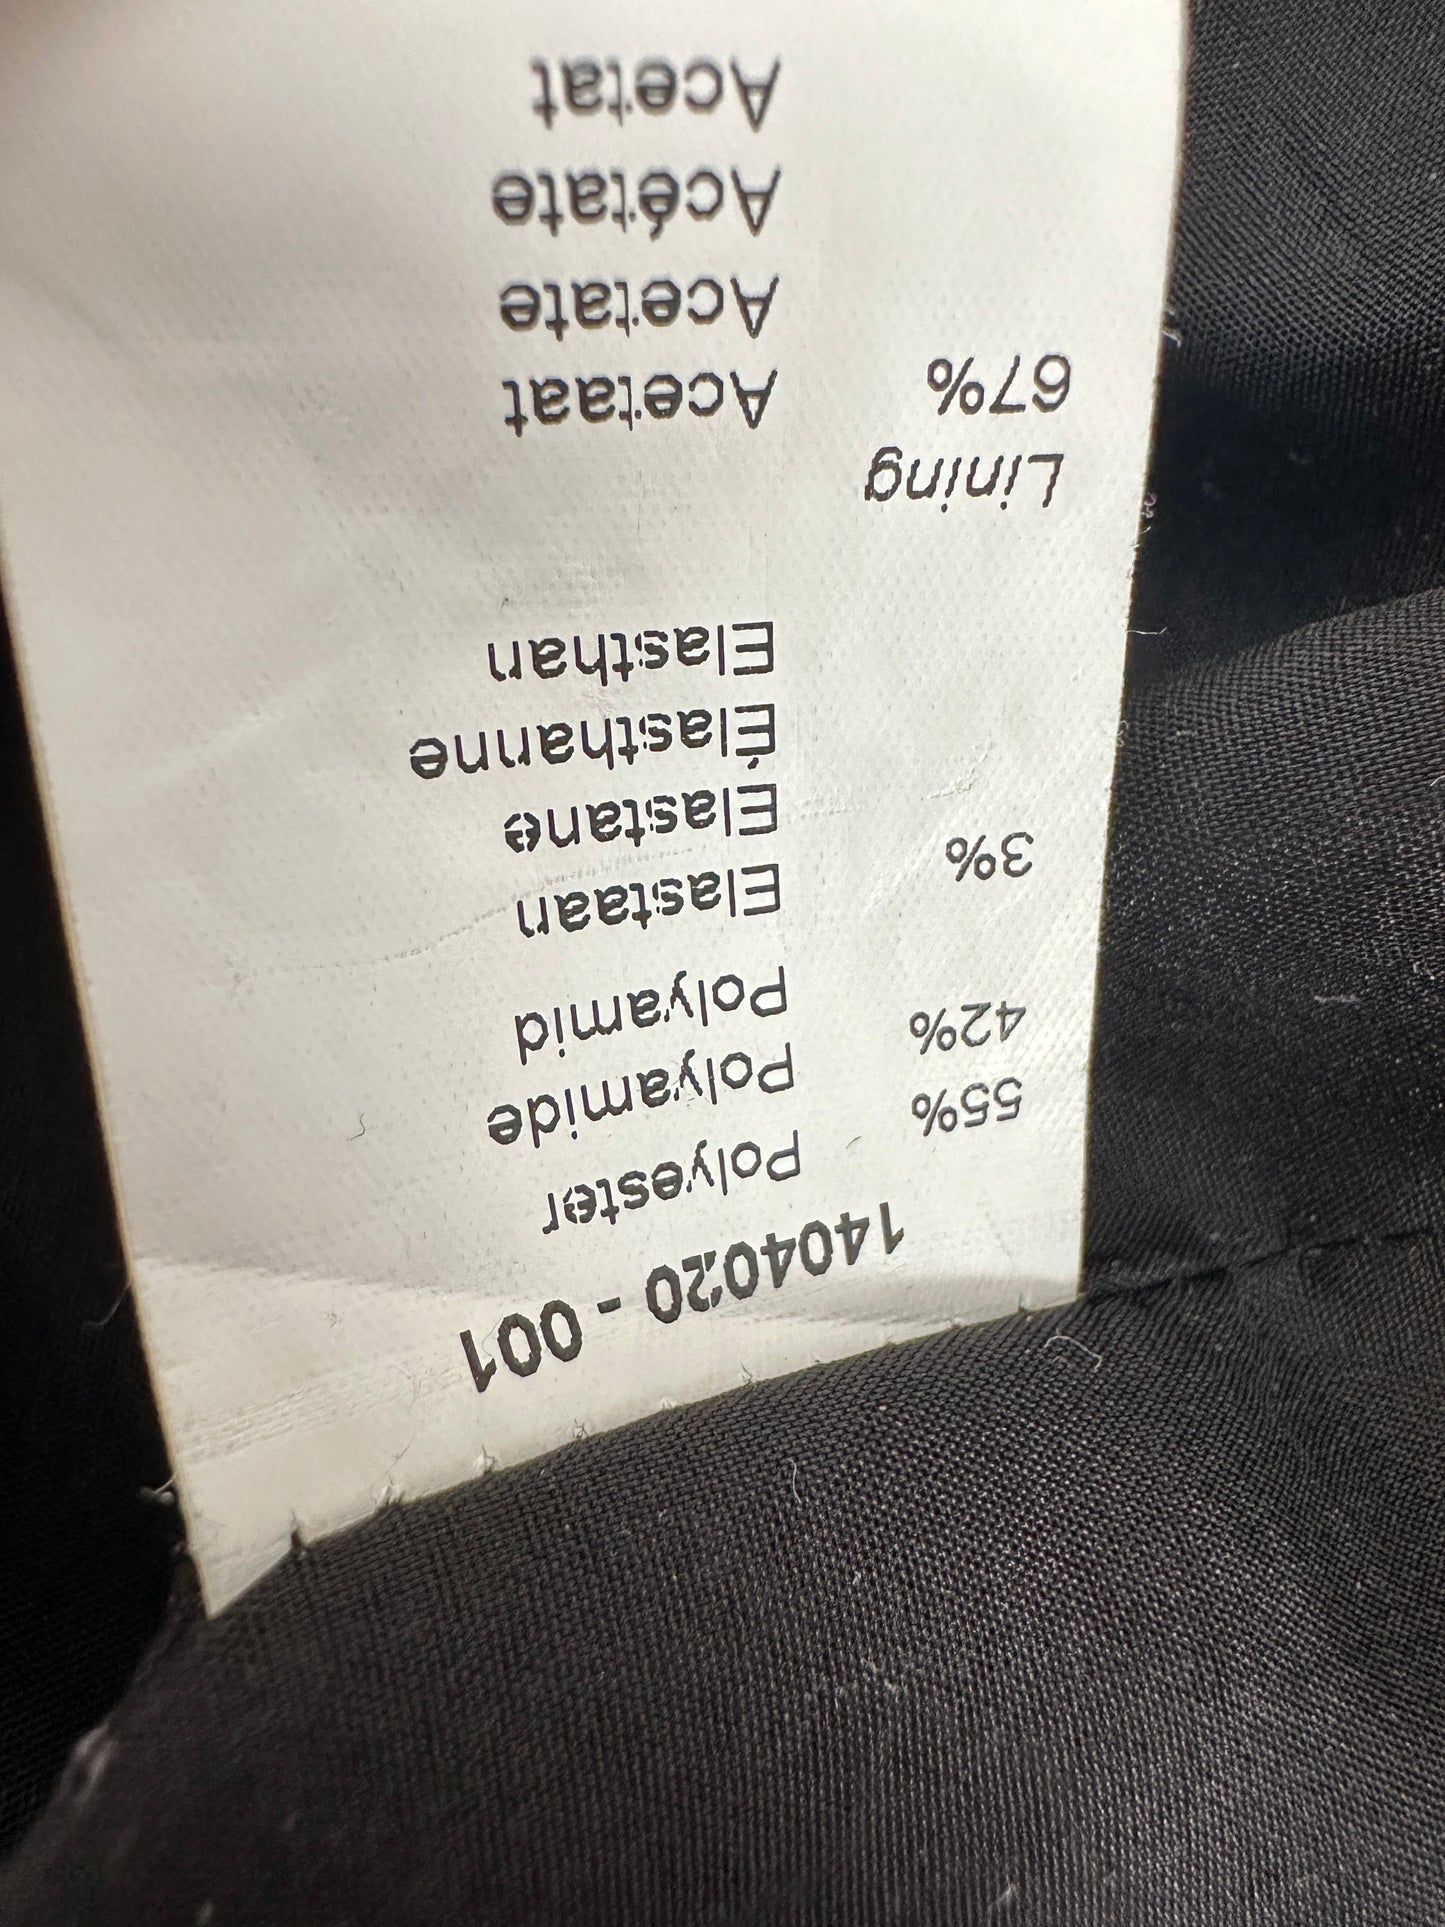 1404020 - 001
55% Polyester
42% Polyamide
Polyamid
3% Elastaan
Elastane
Élasthanne
Elasthan
Lining
67% Acetaat
Acetate
Acétate
Acetat